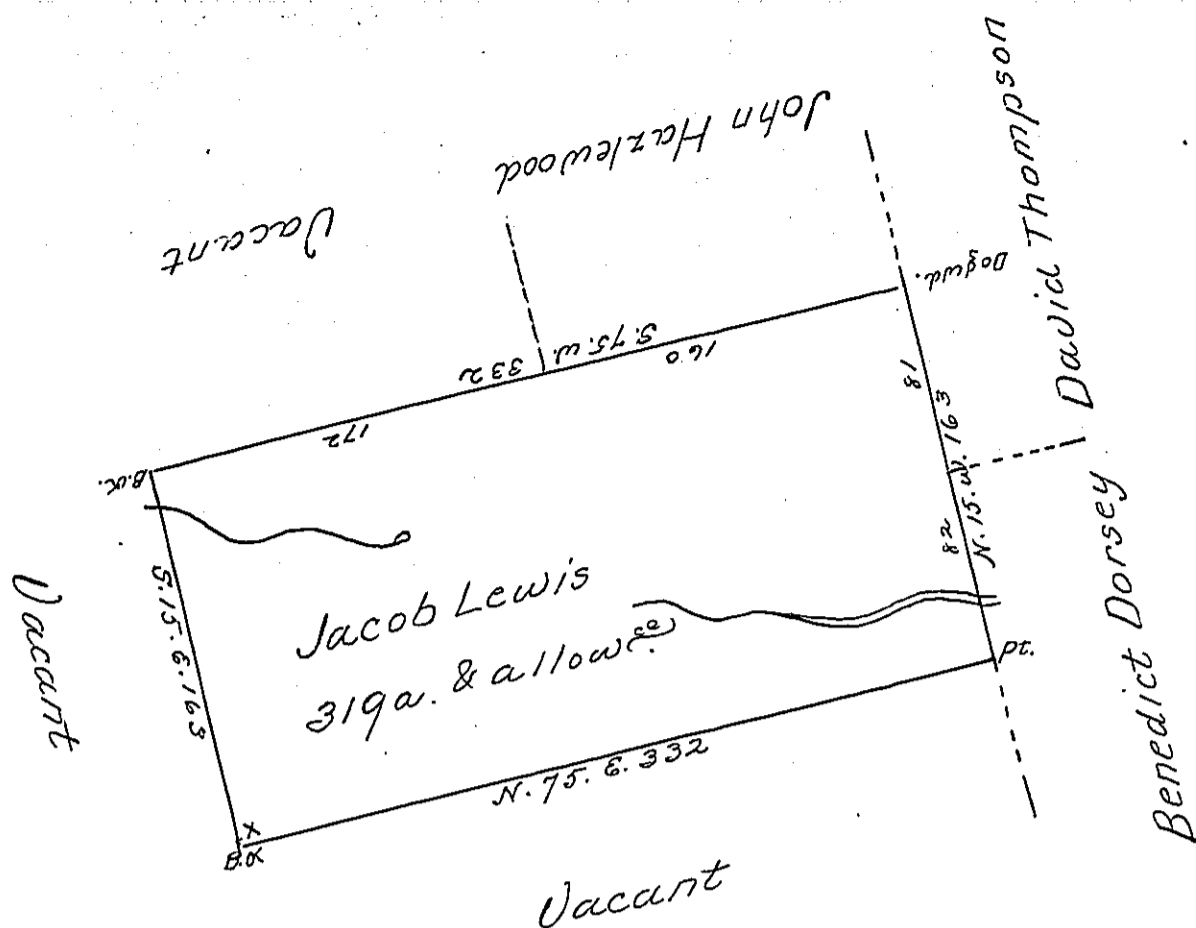 John Hazlewood
David Thompson
Vacant
Dogwd.
S. 75. W. 332
160
172
81
82
N. 15. W. 163
B.O.
Vacant
S. 15. E. 163
Jacob Lewis
319a. & allowce.
Pt.
N. 75. E. 332
Benedict Dorsey
X
B.O.
Vacant